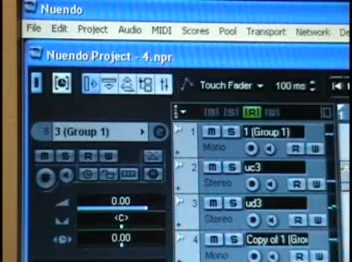 Nuendo
File Edit Project Audio MIDI Scores Pool Transport Network
Nuendo Project - 4.npr
Touch Fader 100 ms
8 3 (Group 1) e
1 M S 1 (Group 1)
M S R W Mono R W
2 M S uc3
Stereo R W
0.00 3 M S ud3
<C> Stereo R W
0.00 4 M S Copy of 1 (Gro
Mono R W